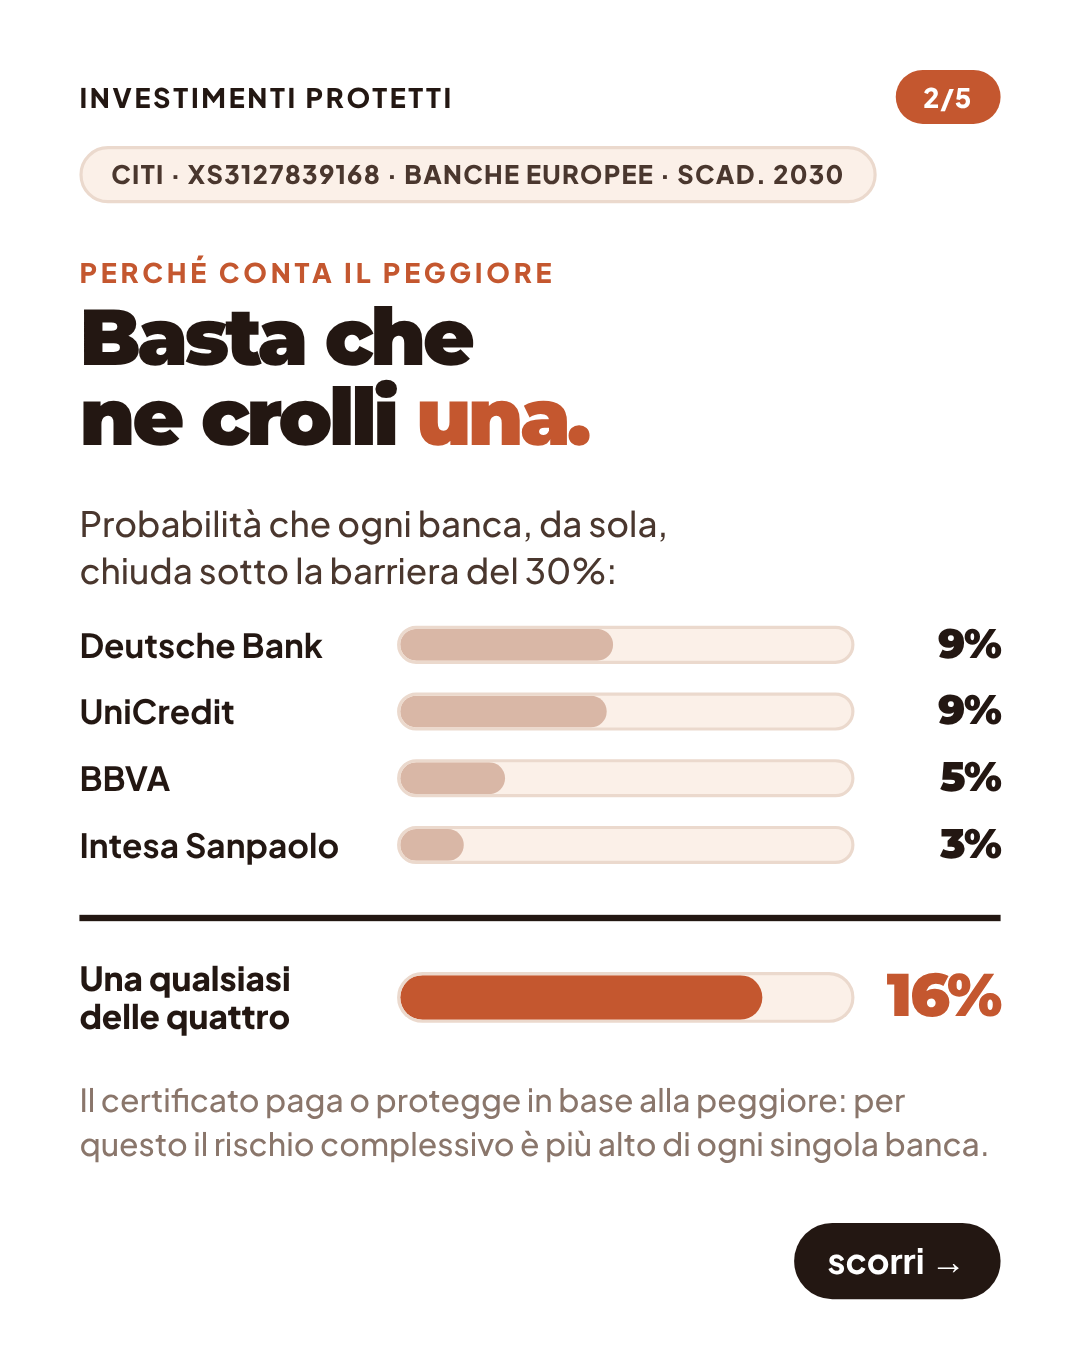 INVESTIMENTI PROTETTI
2/5
CITI · XS3127839168 · BANCHE EUROPEE · SCAD. 2030
PERCHÉ CONTA IL PEGGIORE
Basta che
ne crolli una.
Probabilità che ogni banca, da sola,
chiuda sotto la barriera del 30%:
Deutsche Bank 9%
UniCredit 9%
BBVA 5%
Intesa Sanpaolo 3%
Una qualsiasi
delle quattro
16%
Il certificato paga o protegge in base alla peggiore: per
questo il rischio complessivo è più alto di ogni singola banca.
scorri →